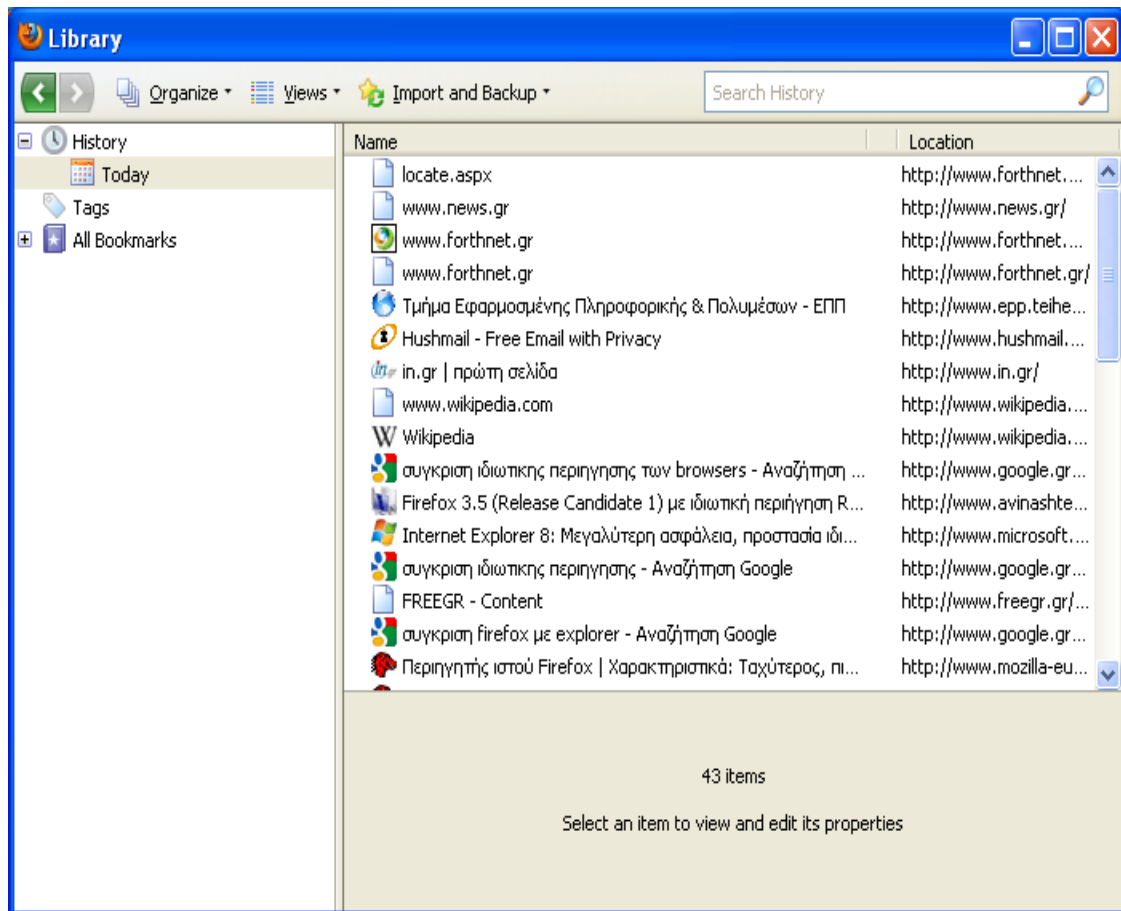 Library
Organize Views Import and Backup Search History
History
Today
Tags
All Bookmarks
Name Location
locate.aspx http://www.forthnet....
www.news.gr http://www.news.gr/
www.forthnet.gr http://www.forthnet....
www.forthnet.gr http://www.forthnet.gr/
Τμήμα Εφαρμοσμένης Πληροφορικής & Πολυμέσων - ΕΠΠ http://www.epp.teihe...
Hushmail - Free Email with Privacy http://www.hushmail....
in.gr | πρώτη σελίδα http://www.in.gr/
www.wikipedia.com http://www.wikipedia....
W Wikipedia http://www.wikipedia....
συγκριση ιδιωτικης περιηγησης των browsers - Αναζήτηση ... http://www.google.gr...
Firefox 3.5 (Release Candidate 1) με ιδιωτική περιήγηση R... http://www.avinashte...
Internet Explorer 8: Μεγαλύτερη ασφάλεια, προστασία ιδι... http://www.microsoft....
συγκριση ιδιωτικης περιηγησης - Αναζήτηση Google http://www.google.gr...
FREEGR - Content http://www.freegr.gr/...
συγκριση firefox με explorer - Αναζήτηση Google http://www.google.gr...
Περιηγητής ιστού Firefox | Χαρακτηριστικά: Ταχύτερος, πι... http://www.mozilla-eu...
43 items
Select an item to view and edit its properties